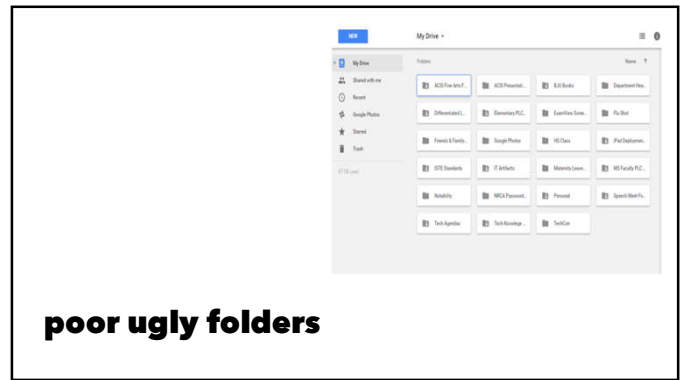 NEW
My Drive
My Drive
Shared with me
Recent
Google Photos
Starred
Trash
Folders
Name
ACSI Fine Arts F...
ACSI Presentati...
BJU Books
Department Hea...
Differentiated L...
Elementary-PLC...
ExamView Scree...
Flu Shot
Friends & Family...
Google Photos
HS Class
iPad Deploymen...
ISTE Standards
IT Artifacts
Maternity Leave...
MS Faculty PLC...
Notability
NRCA Password...
Personal
Speech Meet Fo...
Tech Agendas
Tech Knowlege ...
TechCon
poor ugly folders